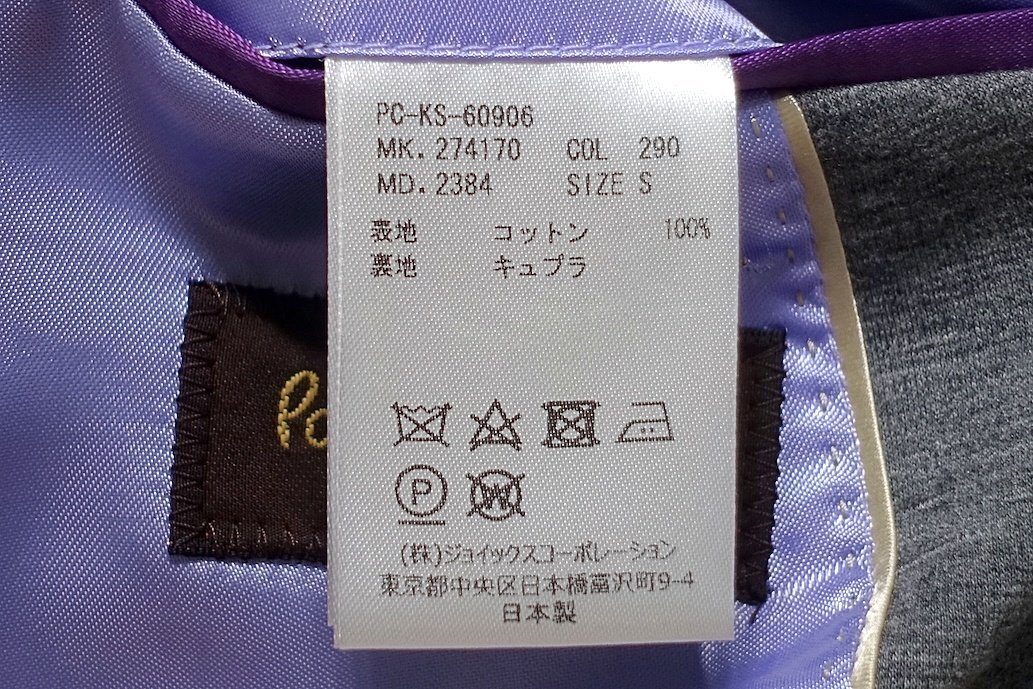 PC-KS-60906
MK. 274170 COL 290
MD. 2384 SIZE S
表地 コットン 100%
裏地 キュプラ
P
W
(株)ジョイックスコーポレーション
東京都中央区日本橋富沢町9-4
日本製